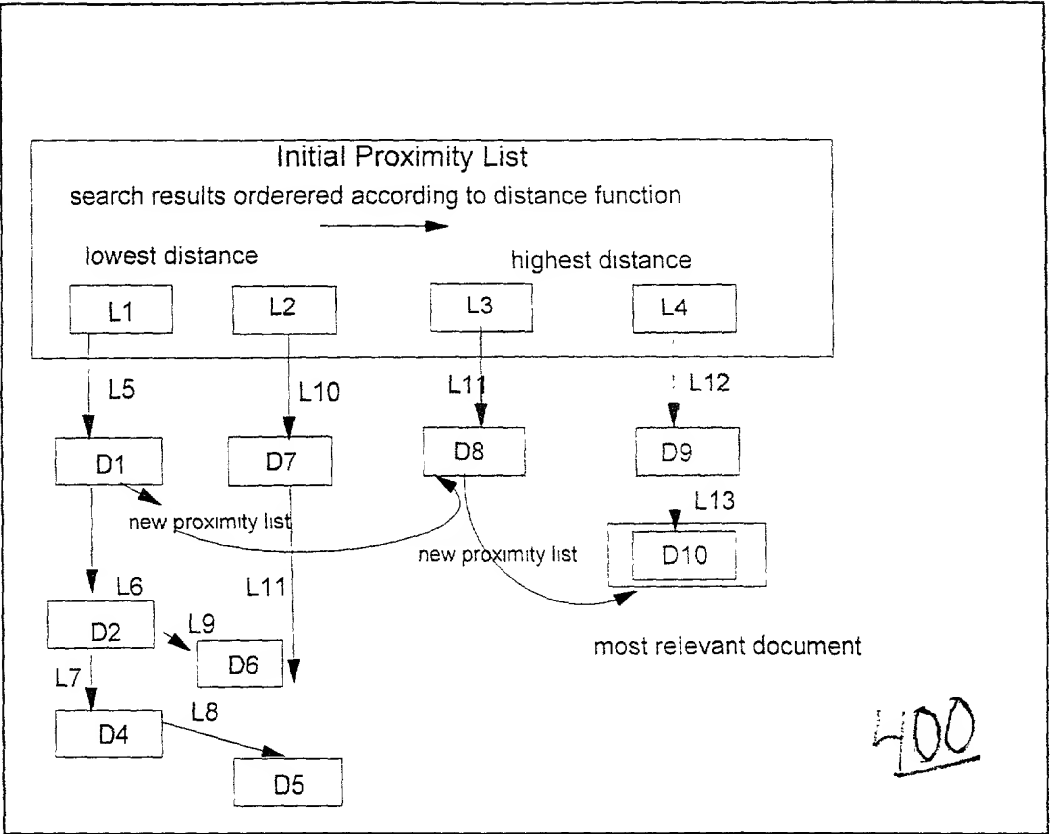 Initial Proximity List
search results orderered according to distance function
lowest distance
highest distance
L1 L2 L3 L4
L5 L10 L11 L12
D1 D7 D8 D9
L13
new proximity list
new proximity list
D10
L6 L11
D2 L9
D6
most relevant document
L7
L8
D4
D5
400